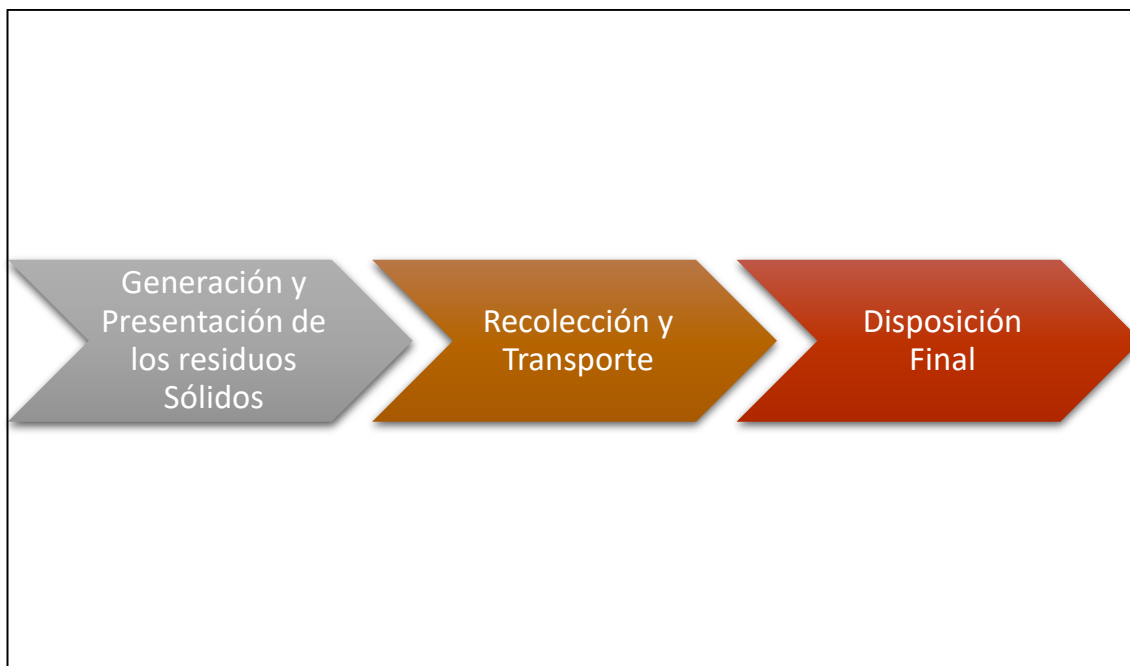 Generación y
Presentación de
los residuos
Sólidos
Recolección y
Transporte
Disposición
Final